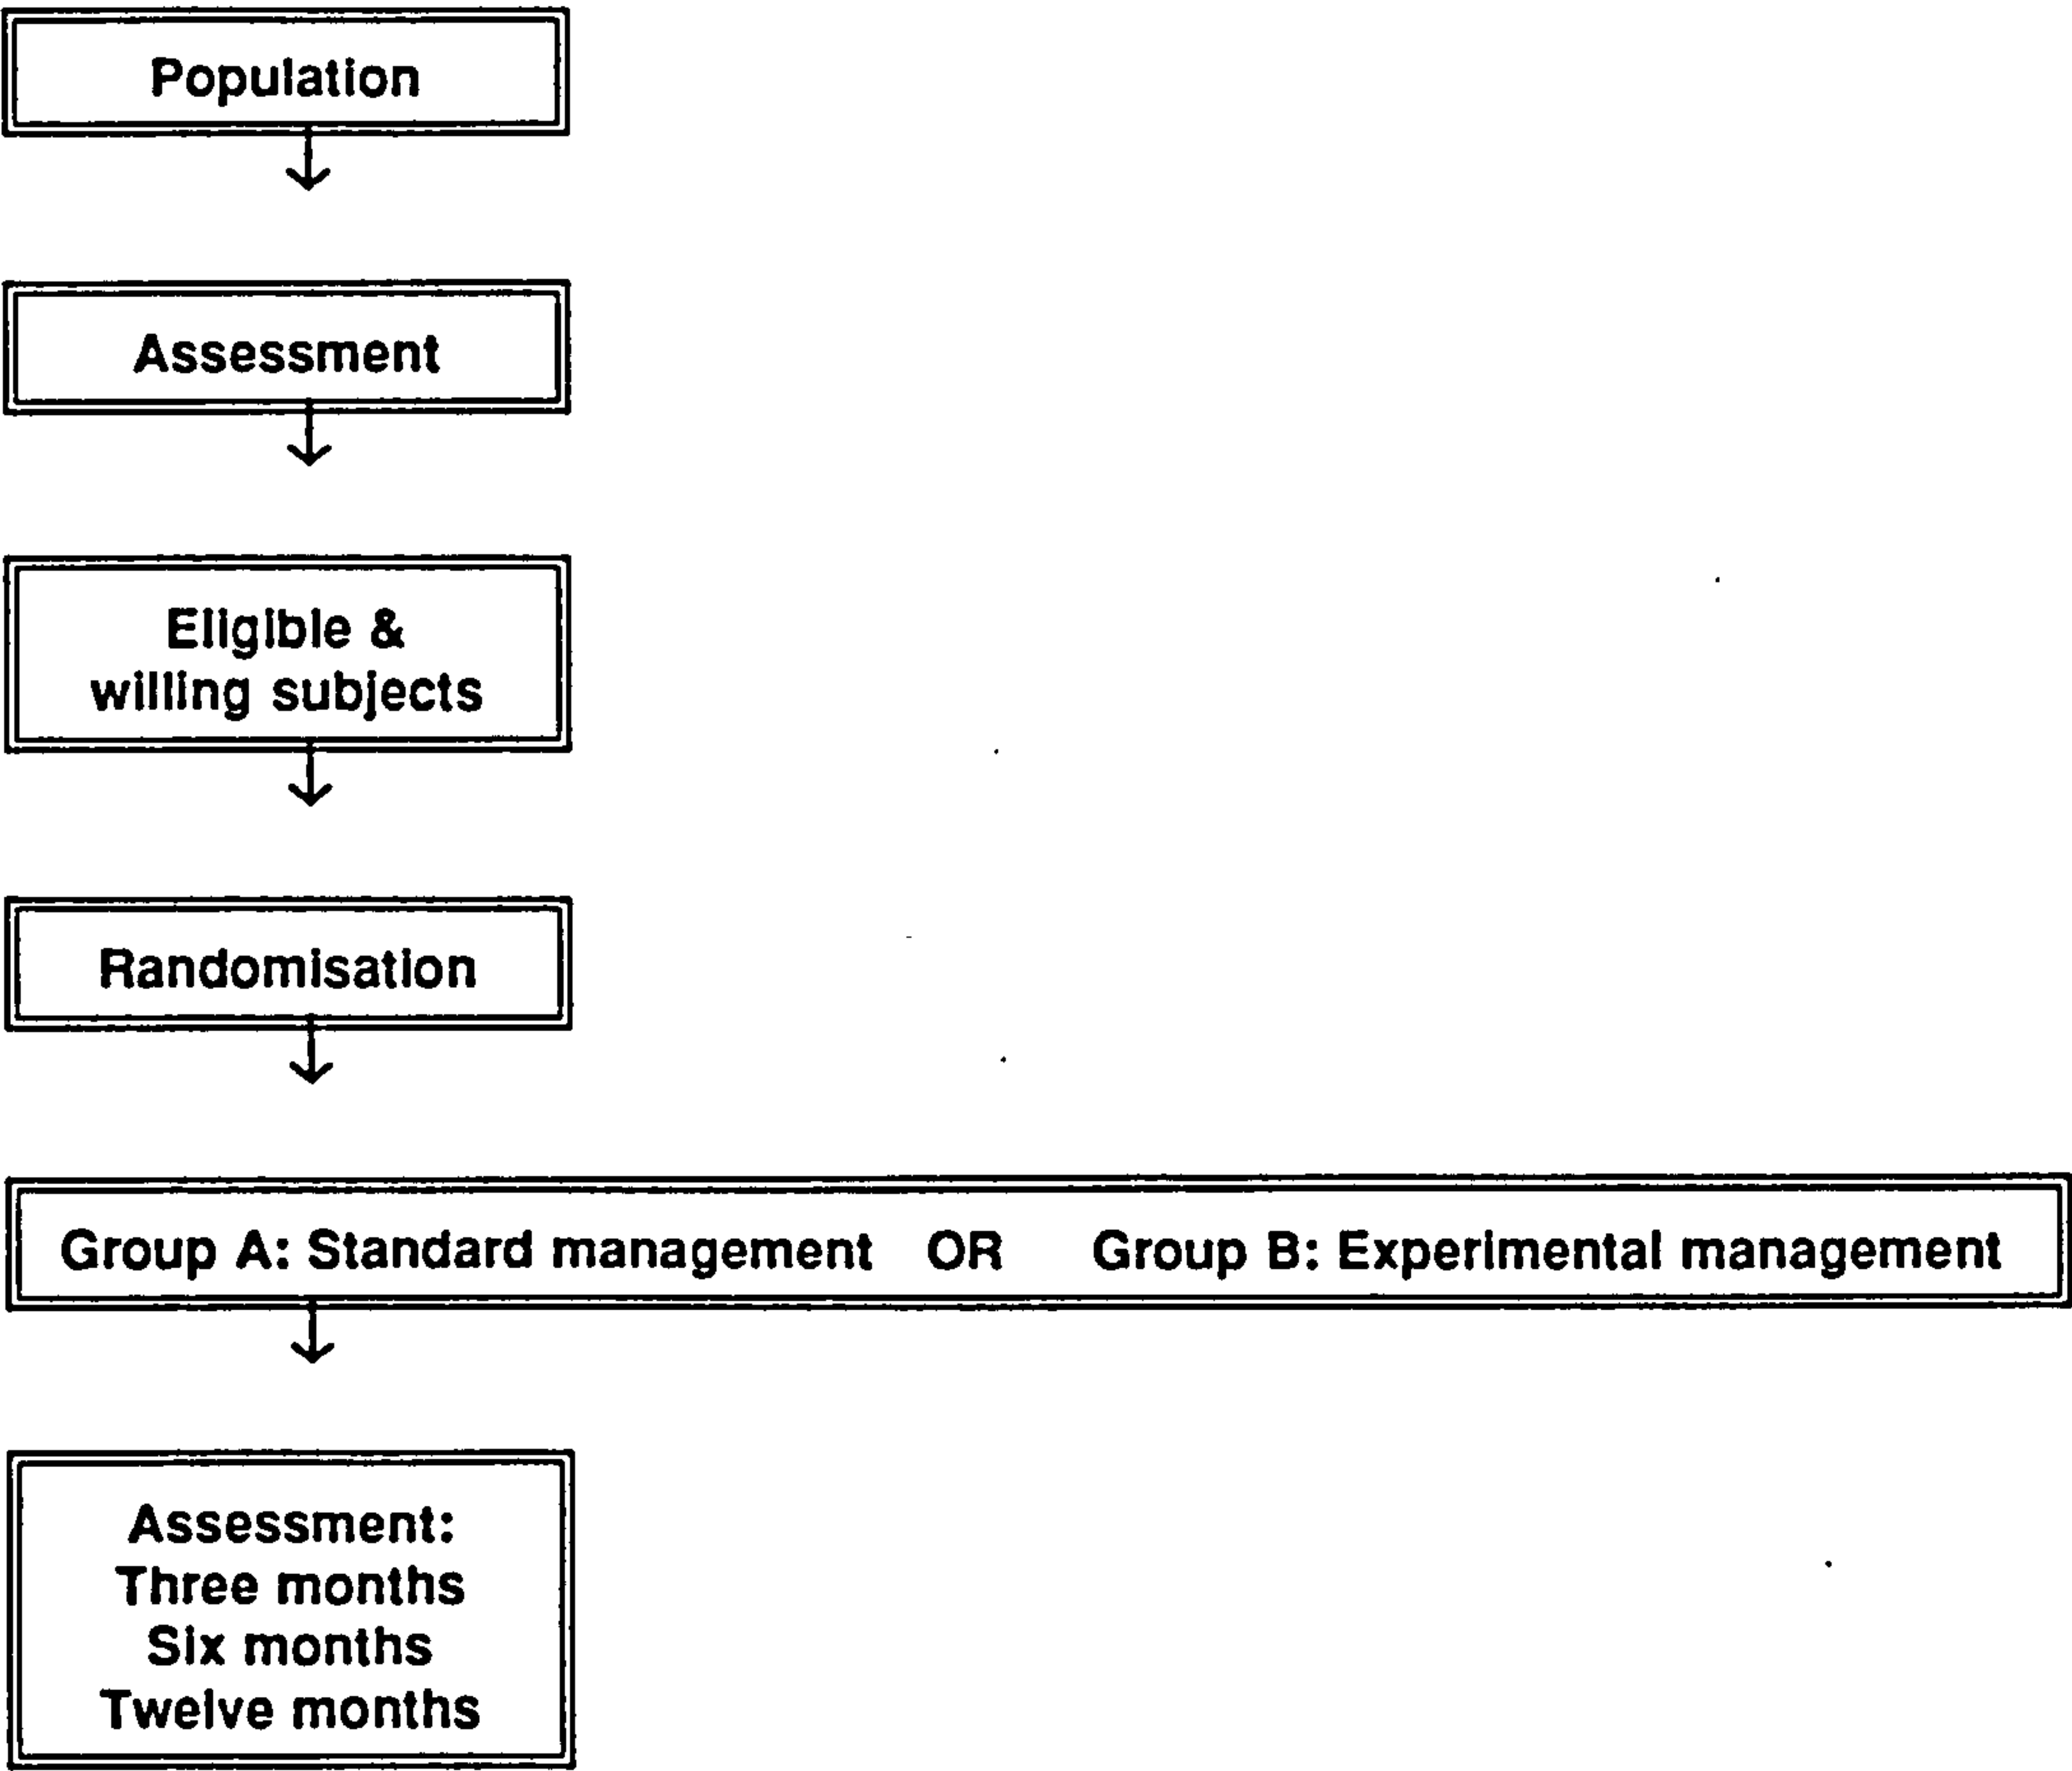 Population
Assessment
Eligible &
willing subjects
Randomisation
Group A: Standard management OR Group B: Experimental management
Assessment:
Three months
Six months
Twelve months